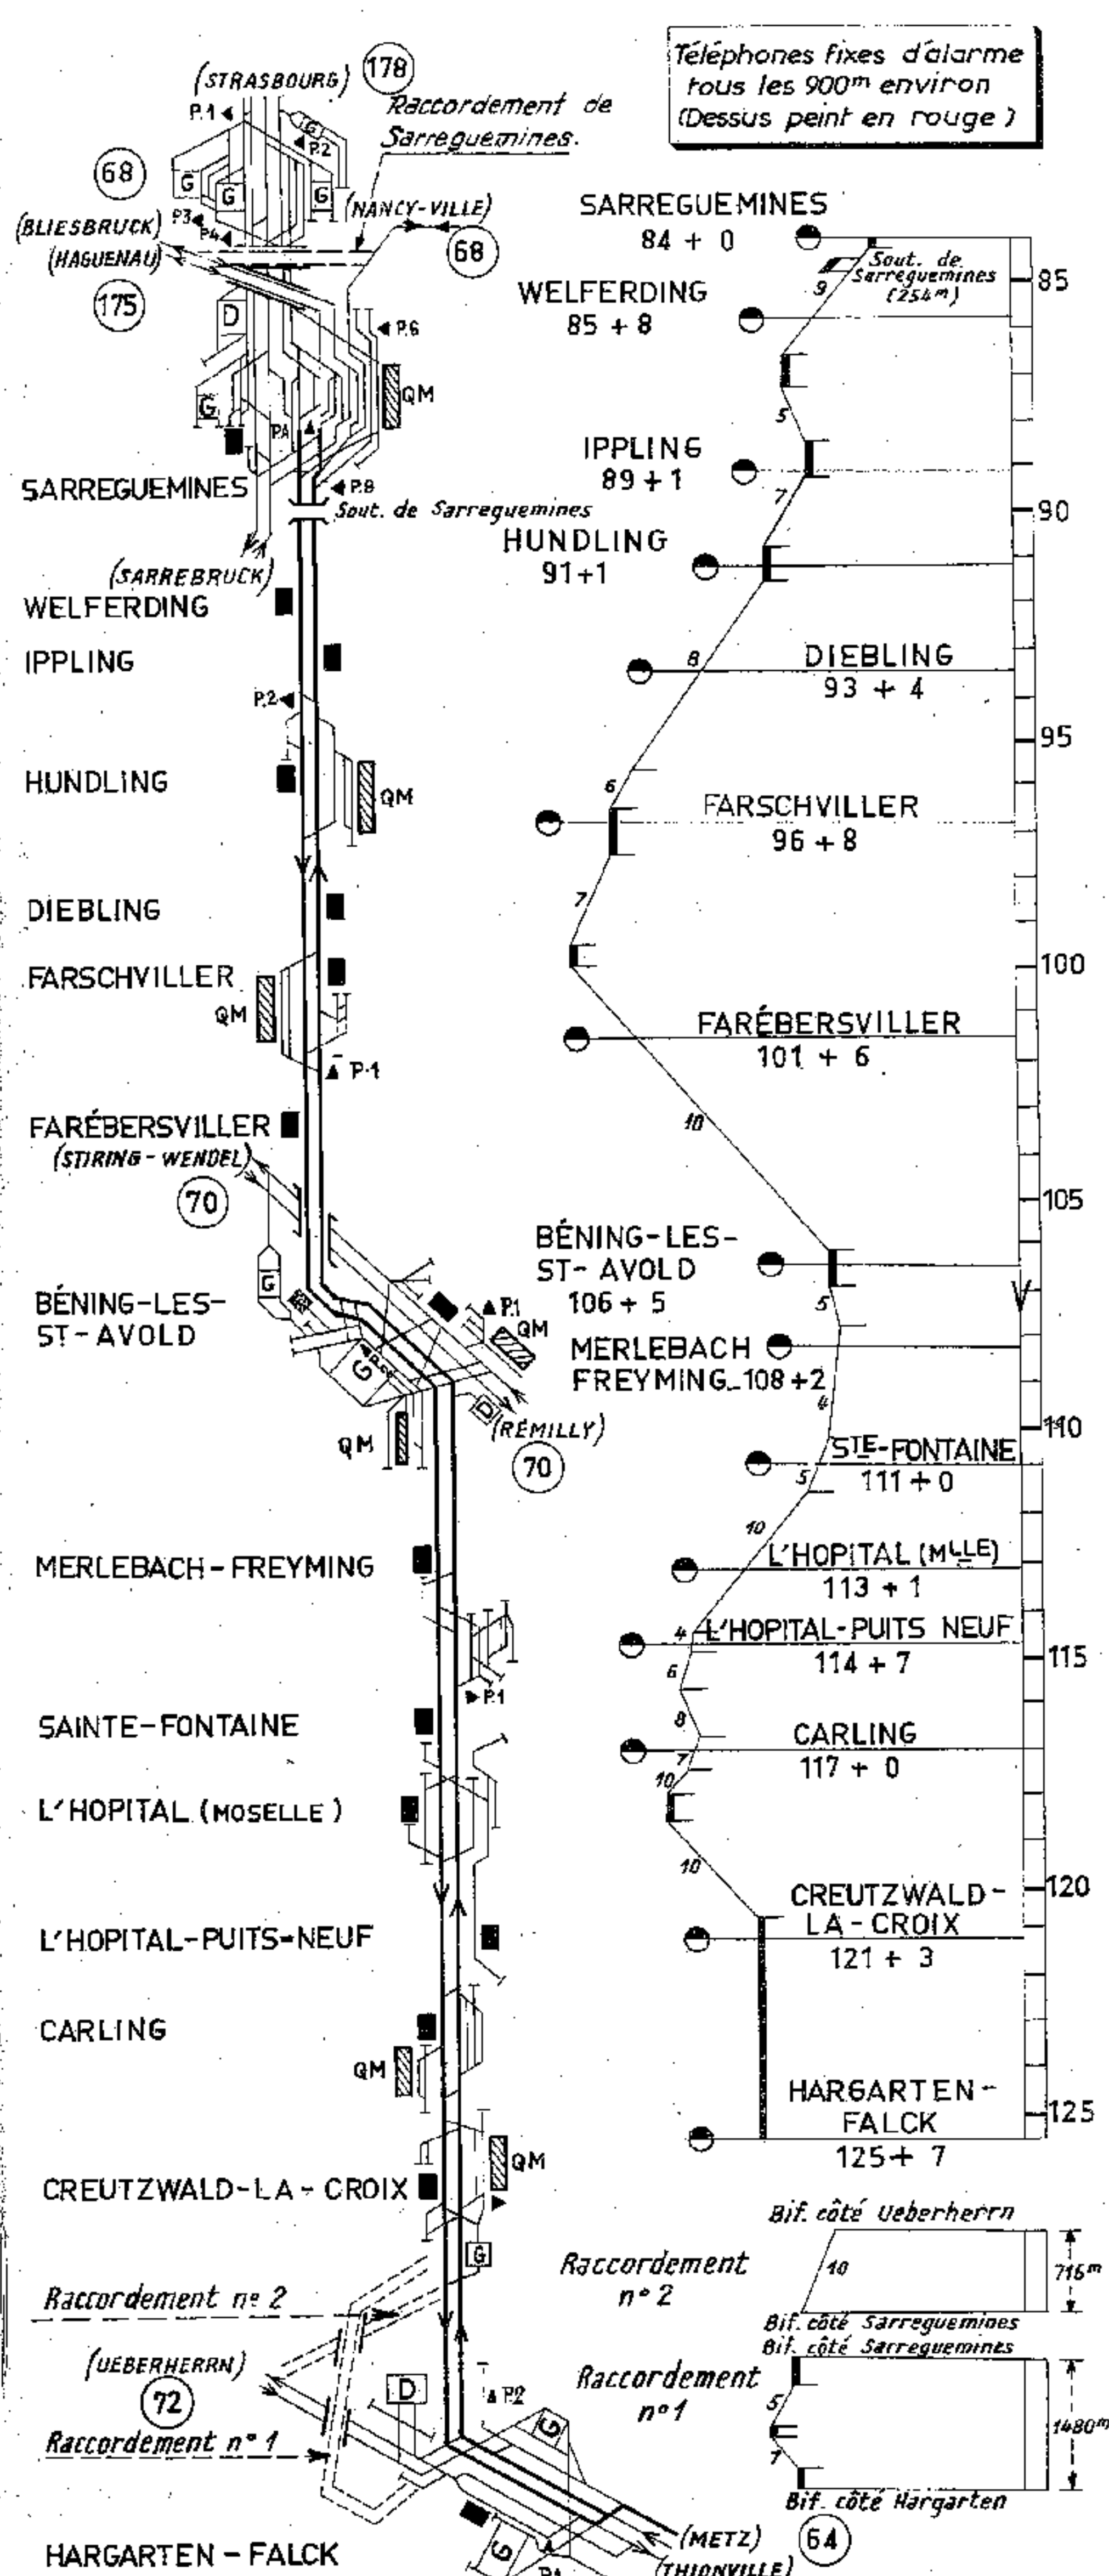 Téléphones fixes d'alarme
tous les 900m environ
(Dessus peint en rouge)
(STRASBOURG) 178
P.1
G
P.2
Raccordement de
Sarreguemines.
68
G G G
P3
P4
(BLIESBRUCK)
(HAGUENAU)
175
(NANCY-VILLE)
68
D
P.6
QM
G
PA
SARREGUEMINES
P.8
Sout. de Sarreguemines
(SARREBRUCK)
WELFERDING
IPPLING
P.2
HUNDLING
QM
DIEBLING
FARSCHVILLER
QM
P.1
FARÉBERSVILLER
(STIRING-WENDEL)
70
G
BÉNING-LES-
ST-AVOLD
P.1
QM
G
D
QM
(RÉMILLY)
70
MERLEBACH-FREYMING
P.1
SAINTE-FONTAINE
L'HOPITAL (MOSELLE)
L'HOPITAL-PUITS-NEUF
CARLING
QM
QM
CREUTZWALD-LA-CROIX
G
Raccordement n° 2
(UEBERHERRN)
72
D
P.2
G
Raccordement n° 1
G
PA
(METZ)
(THIONVILLE)
64
HARGARTEN-FALCK
SARREGUEMINES
84 + 0
Sout. de
Sarreguemines
(254m)
9
85
WELFERDING
85 + 8
5
IPPLING
89 + 1
7
90
HUNDLING
91+1
8
DIEBLING
93 + 4
95
6
FARSCHVILLER
96 + 8
7
100
FARÉBERSVILLER
101 + 6
10
105
BÉNING-LES-
ST-AVOLD
106 + 5
5
MERLEBACH
FREYMING_108+2
4
110
STE-FONTAINE
111 + 0
5
10
L'HOPITAL (MLLE)
113 + 1
4
L'HOPITAL-PUITS NEUF
114 + 7
115
6
8
CARLING
117 + 0
7
10
10
120
CREUTZWALD-
LA-CROIX
121 + 3
HARGARTEN-
FALCK
125+ 7
125
Bif. côté Ueberherrn
Raccordement
n° 2
10
716m
Bif. côté Sarreguemines
Bif. côté Sarreguemines
Raccordement
n° 1
5
7
1480m
Bif. côté Hargarten